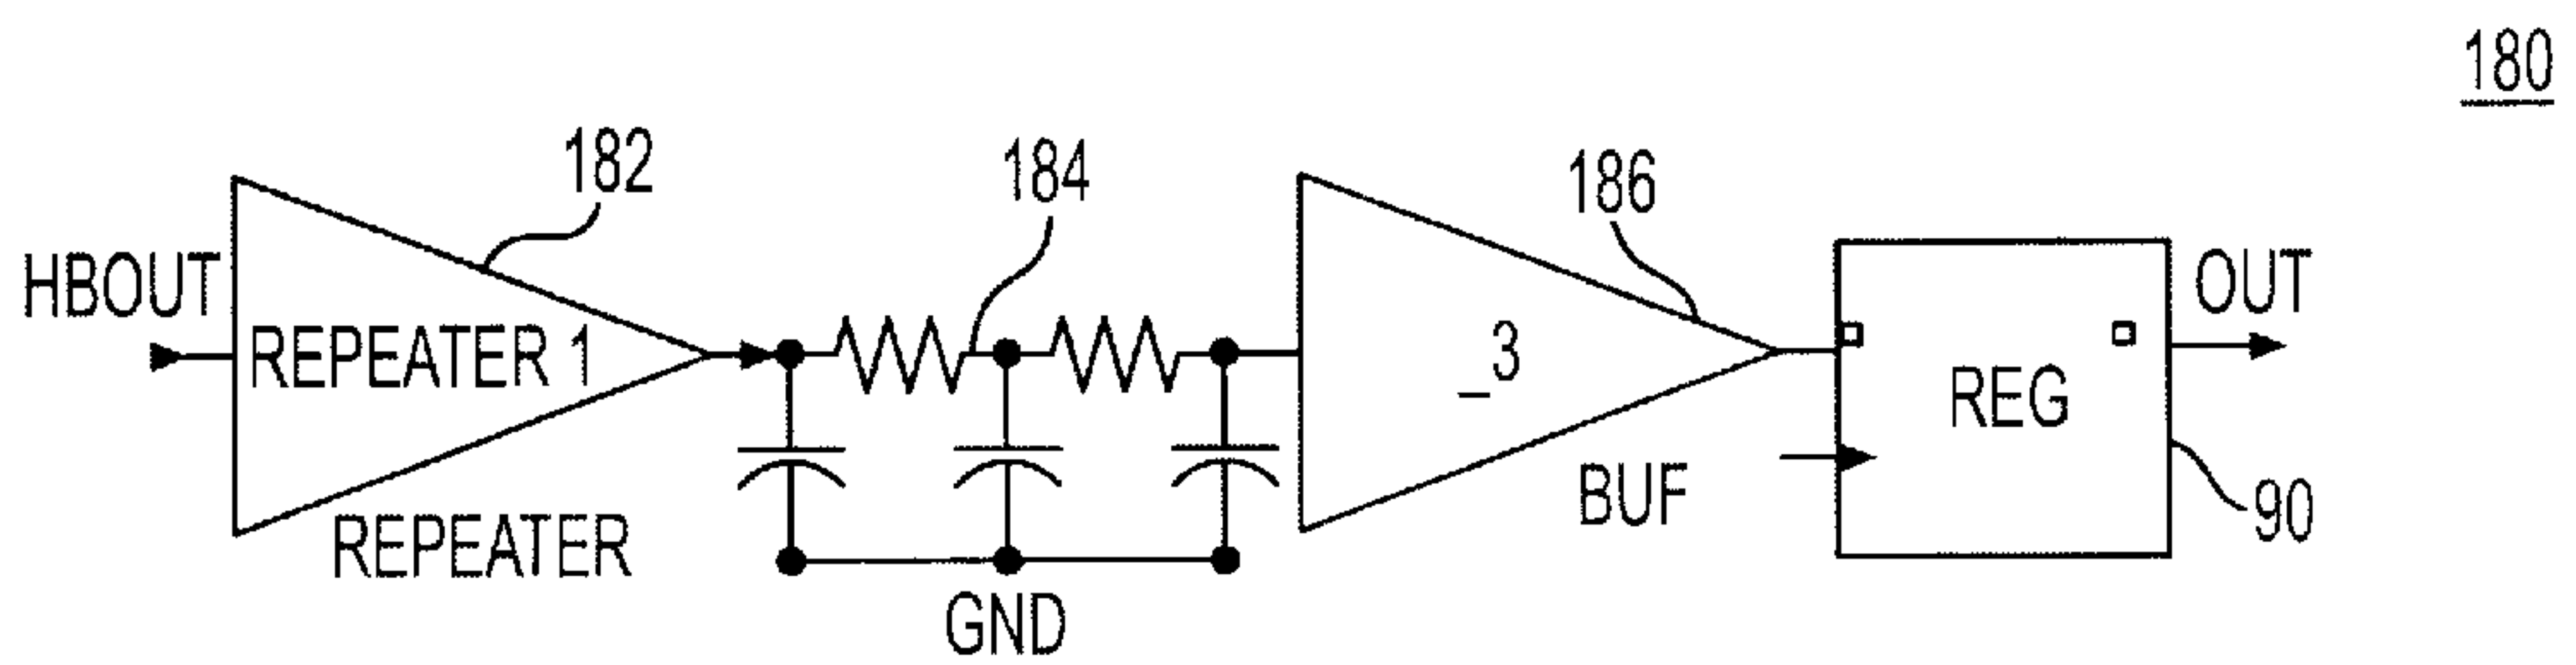 180
182
184
186
HBOUT
REPEATER 1
_3
REG
OUT
REPEATER
BUF
90
GND